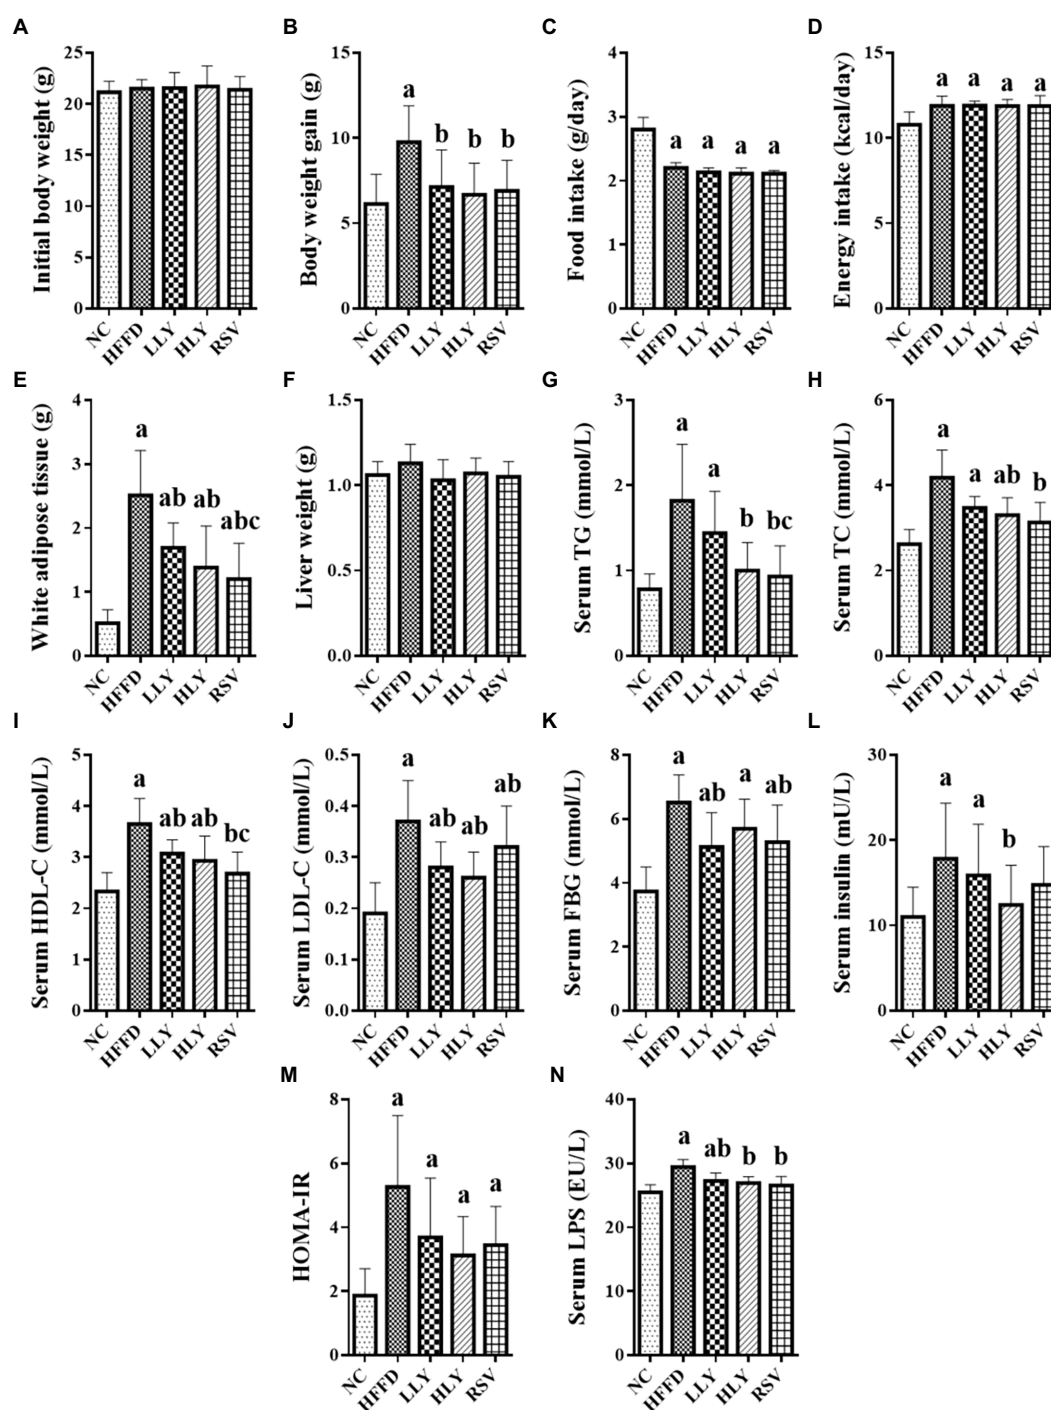 A
Initial body weight (g)
25
20
15
10
5
0
NC HFFD LLY HLY RSV
B
Body weight gain (g)
15
10
5
0
a b b b
NC HFFD LLY HLY RSV
C
Food intake (g/day)
4
3
2
1
0
a a a a
NC HFFD LLY HLY RSV
D
Energy intake (kcal/day)
15
10
5
0
a a a a
NC HFFD LLY HLY RSV
E
White adipose tissue (g)
4
3
2
1
0
a ab ab abc
NC HFFD LLY HLY RSV
F
Liver weight (g)
1.5
1.0
0.5
0.0
NC HFFD LLY HLY RSV
G
Serum TG (mmol/L)
3
2
1
0
a a b bc
NC HFFD LLY HLY RSV
H
Serum TC (mmol/L)
6
4
2
0
a a ab b
NC HFFD LLY HLY RSV
I
Serum HDL-C (mmol/L)
5
4
3
2
1
0
a ab ab bc
NC HFFD LLY HLY RSV
J
Serum LDL-C (mmol/L)
0.5
0.4
0.3
0.2
0.1
0.0
a ab ab ab
NC HFFD LLY HLY RSV
K
Serum FBG (mmol/L)
8
6
4
2
0
a ab a ab
NC HFFD LLY HLY RSV
L
Serum insulin (mU/L)
30
20
10
0
a a b
NC HFFD LLY HLY RSV
M
HOMA-IR
8
6
4
2
0
a a a a
NC HFFD LLY HLY RSV
N
Serum LPS (EU/L)
40
30
20
10
0
a ab b b
NC HFFD LLY HLY RSV